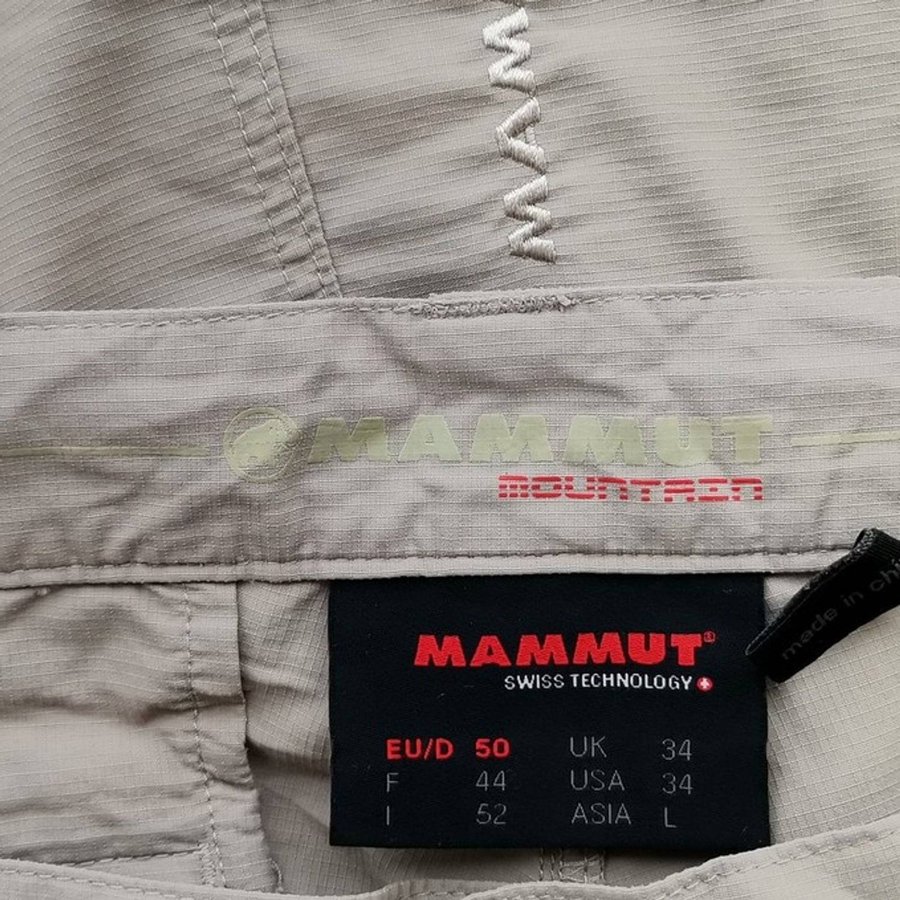 MAM
MAMMUT
MOUNTAIN
MAMMUT®
SWISS TECHNOLOGY
EU/D 50 UK 34
F 44 USA 34
I 52 ASIA L
made in chi